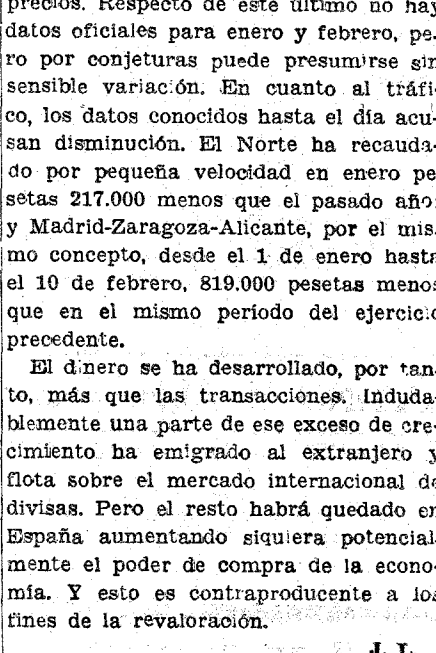 precios. Respecto de este último no hay
datos oficiales para enero y febrero, pe-
ro por conjeturas puede presumirse sin
sensible variación. En cuanto al tráfi-
co, los datos conocidos hasta el día acu-
san disminución. El Norte ha recauda-
do por pequeña velocidad en enero pe
setas 217.000 menos que el pasado año;
y Madrid-Zaragoza-Alicante, por el mis-
mo concepto, desde el 1 de enero hasta
el 10 de febrero, 819.000 pesetas menos
que en el mismo período del ejercicio
precedente.
El dinero se ha desarrollado, por tan-
to, más que las transacciones. Induda-
blemente una parte de ese exceso de cre-
cimiento ha emigrado al extranjero y
flota sobre el mercado internacional de
divisas. Pero el resto habrá quedado en
España aumentando siquiera potencial-
mente el poder de compra de la econo-
mía. Y esto es contraproducente a los
fines de la revaloración.
J. L.